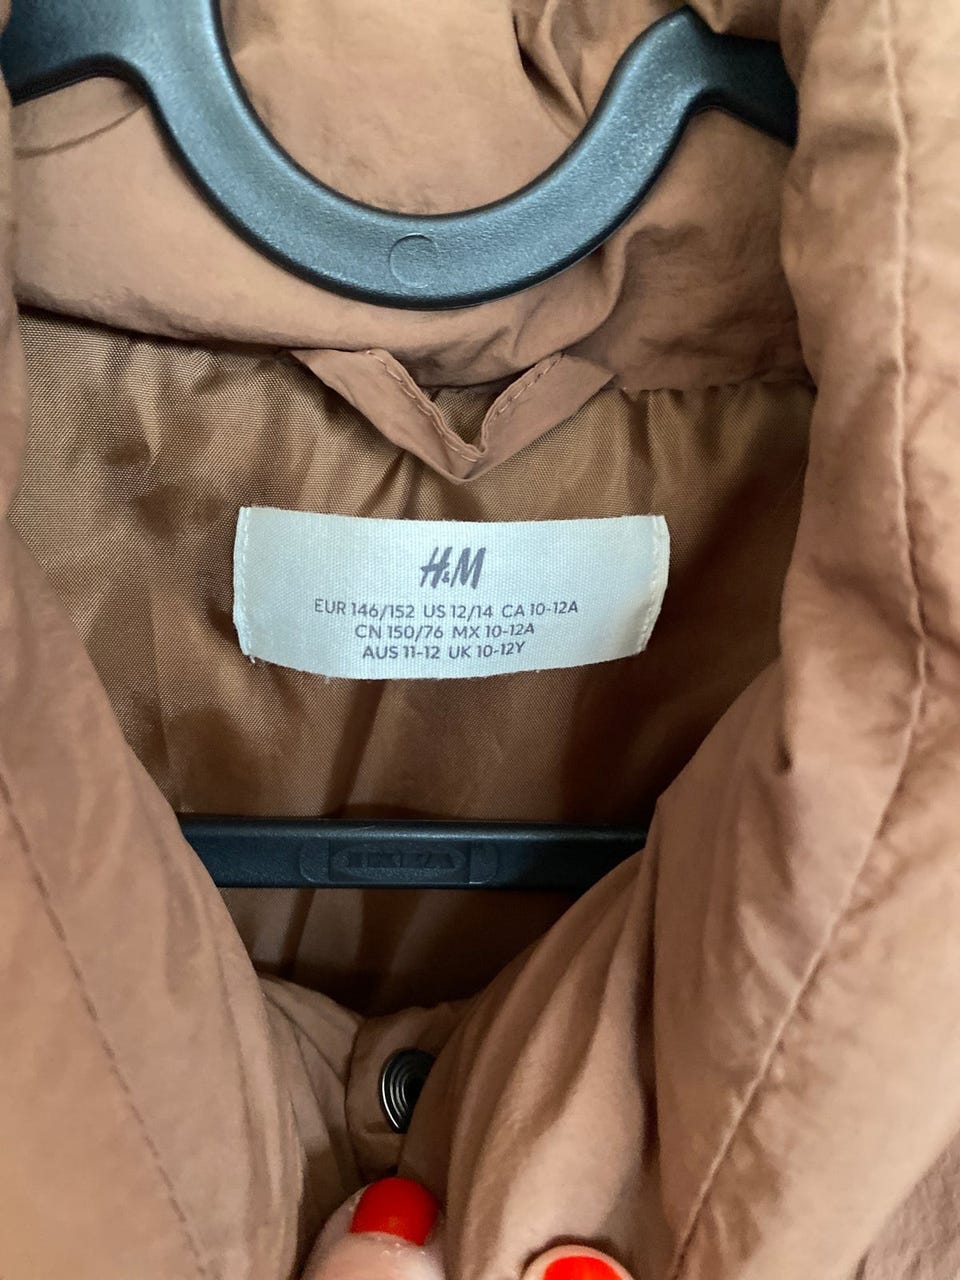 H&M
EUR 146/152 US 12/14 CA 10-12A
CN 150/76 MX 10-12A
AUS 11-12 UK 10-12Y
IKEA